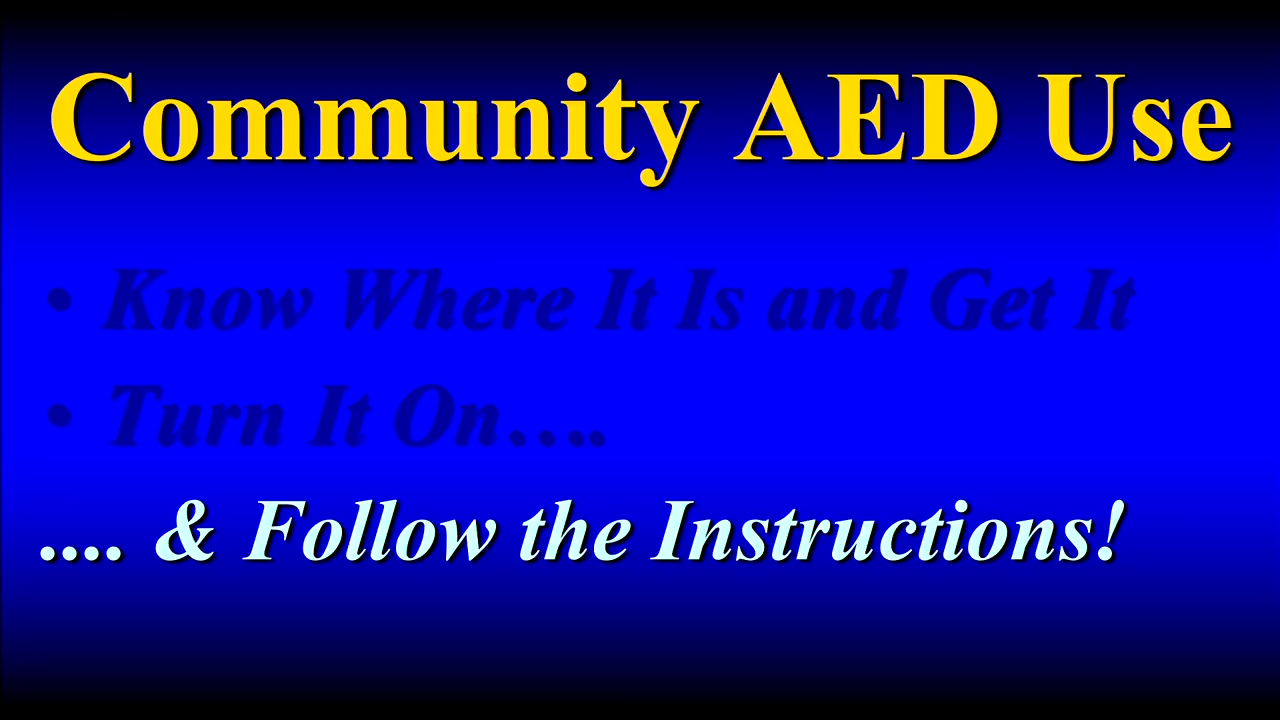 Community AED Use
• Know Where It Is and Get It
• Turn It On….
.... & Follow the Instructions!